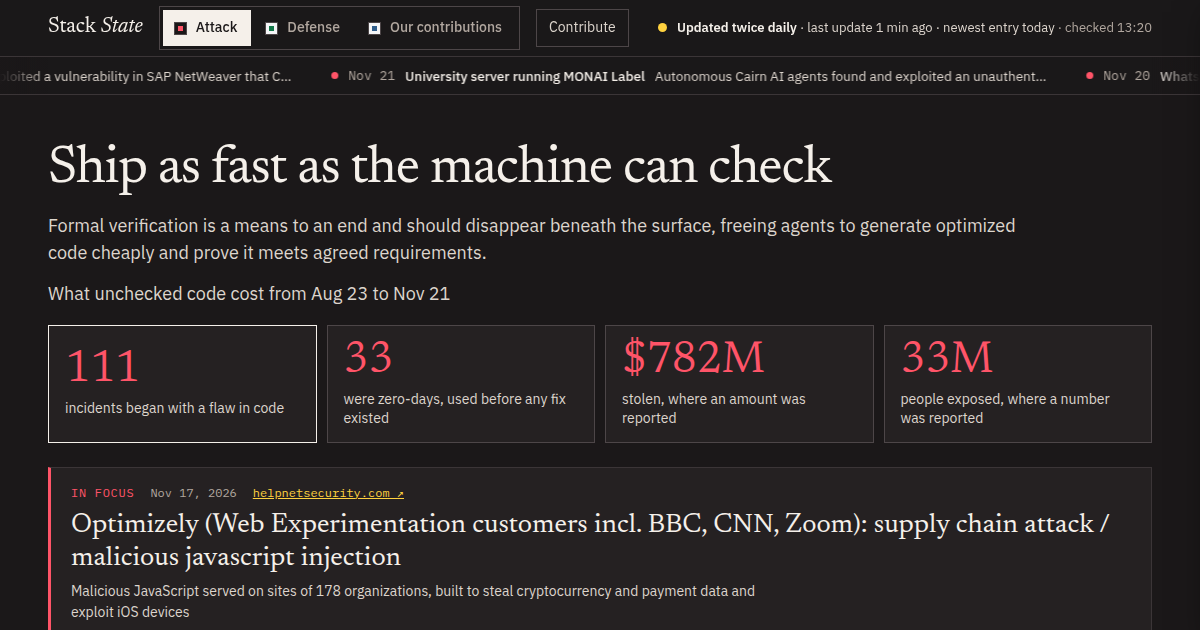 Stack State
Attack
Defense
Our contributions
Contribute
Updated twice daily · last update 1 min ago · newest entry today · checked 13:20
a vulnerability in SAP NetWeaver that C…
Nov 21 University server running MONAI Label Autonomous Cairn AI agents found and exploited an unauthent…
Nov 20
Ship as fast as the machine can check
Formal verification is a means to an end and should disappear beneath the surface, freeing agents to generate optimized
code cheaply and prove it meets agreed requirements.
What unchecked code cost from Aug 23 to Nov 21
111
incidents began with a flaw in code
33
were zero-days, used before any fix
existed
$782M
stolen, where an amount was
reported
33M
people exposed, where a number
was reported
IN FOCUS Nov 17, 2026 helpnetsecurity.com ↗
Optimizely (Web Experimentation customers incl. BBC, CNN, Zoom): supply chain attack /
malicious javascript injection
Malicious JavaScript served on sites of 178 organizations, built to steal cryptocurrency and payment data and
exploit iOS devices